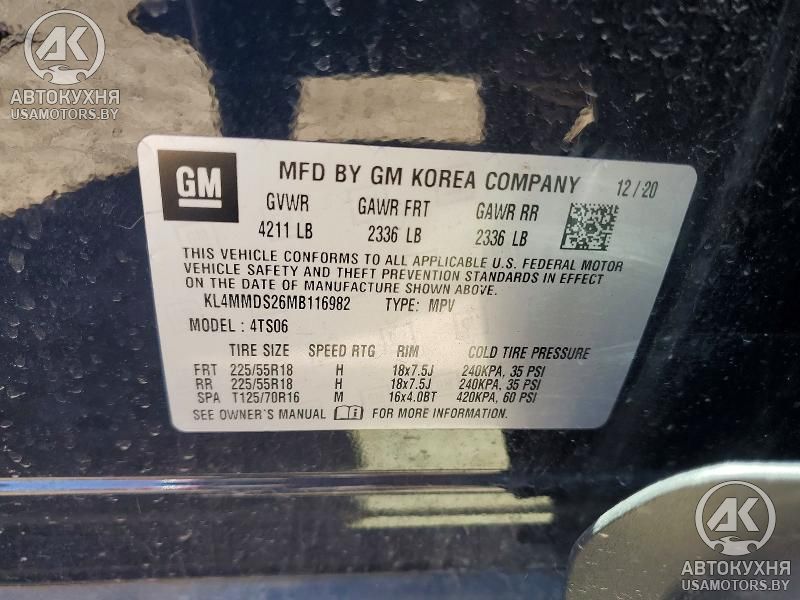 AK
АВТОКУХНЯ
USAMOTORS.BY
GM
MFD BY GM KOREA COMPANY 12/20
GVWR GAWR FRT GAWR RR
4211 LB 2336 LB 2336 LB
THIS VEHICLE CONFORMS TO ALL APPLICABLE U.S. FEDERAL MOTOR
VEHICLE SAFETY AND THEFT PREVENTION STANDARDS IN EFFECT
ON THE DATE OF MANUFACTURE SHOWN ABOVE.
KL4MMDS26MB116982 TYPE: MPV
MODEL : 4TS06
TIRE SIZE SPEED RTG RIM COLD TIRE PRESSURE
FRT 225/55R18 H 18x7.5J 240KPA, 35 PSI
RR 225/55R18 H 18x7.5J 240KPA, 35 PSI
SPA T125/70R16 M 16x4.0BT 420KPA, 60 PSI
SEE OWNER'S MANUAL FOR MORE INFORMATION.
AK
АВТОКУХНЯ
USAMOTORS.BY